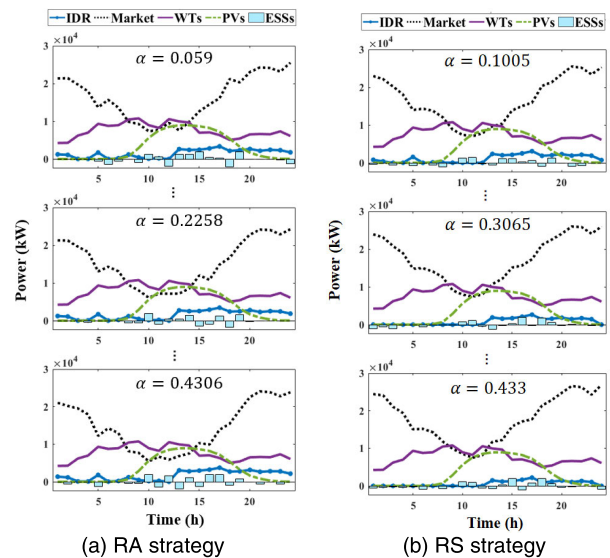 IDR Market WTs PVs ESSs
×10⁴
3
2
1
0
α = 0.059
5 10 15 20
⋮
×10⁴
3
2
1
0
α = 0.2258
5 10 15 20
⋮
×10⁴
3
2
1
0
α = 0.4306
5 10 15 20
Power (kW)
Time (h)
(a) RA strategy
IDR Market WTs PVs ESSs
×10⁴
3
2
1
0
α = 0.1005
5 10 15 20
⋮
×10⁴
3
2
1
0
α = 0.3065
5 10 15 20
⋮
×10⁴
3
2
1
0
α = 0.433
5 10 15 20
Power (kW)
Time (h)
(b) RS strategy